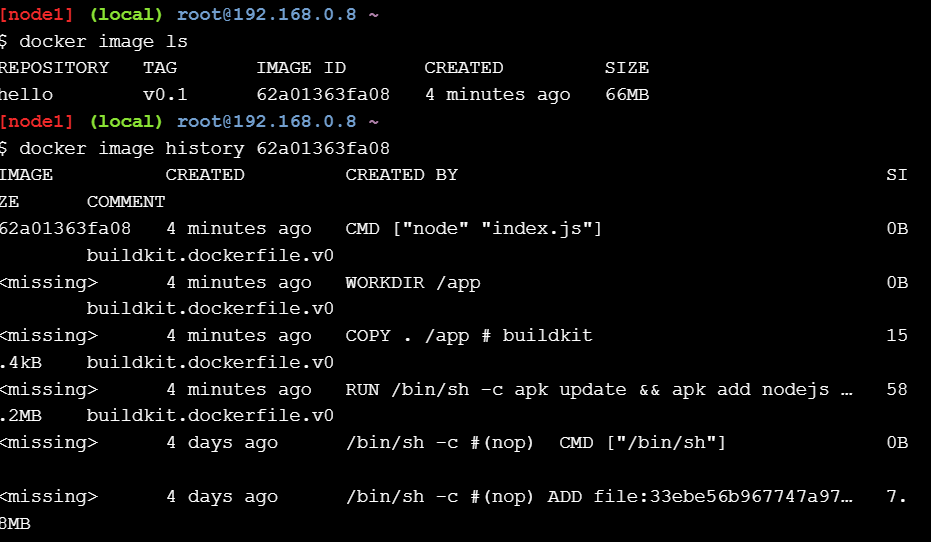 [node1] (local) root@192.168.0.8 ~
$ docker image ls
REPOSITORY   TAG       IMAGE ID       CREATED         SIZE
hello        v0.1      62a01363fa08   4 minutes ago   66MB
[node1] (local) root@192.168.0.8 ~
$ docker image history 62a01363fa08
IMAGE          CREATED         CREATED BY                                      SI
ZE      COMMENT
62a01363fa08   4 minutes ago   CMD ["node" "index.js"]                         0B
        buildkit.dockerfile.v0
<missing>      4 minutes ago   WORKDIR /app                                    0B
        buildkit.dockerfile.v0
<missing>      4 minutes ago   COPY . /app # buildkit                          15
.4kB    buildkit.dockerfile.v0
<missing>      4 minutes ago   RUN /bin/sh -c apk update && apk add nodejs …   58
.2MB    buildkit.dockerfile.v0
<missing>      4 days ago      /bin/sh -c #(nop)  CMD ["/bin/sh"]              0B
<missing>      4 days ago      /bin/sh -c #(nop) ADD file:33ebe56b967747a97…   7.
8MB